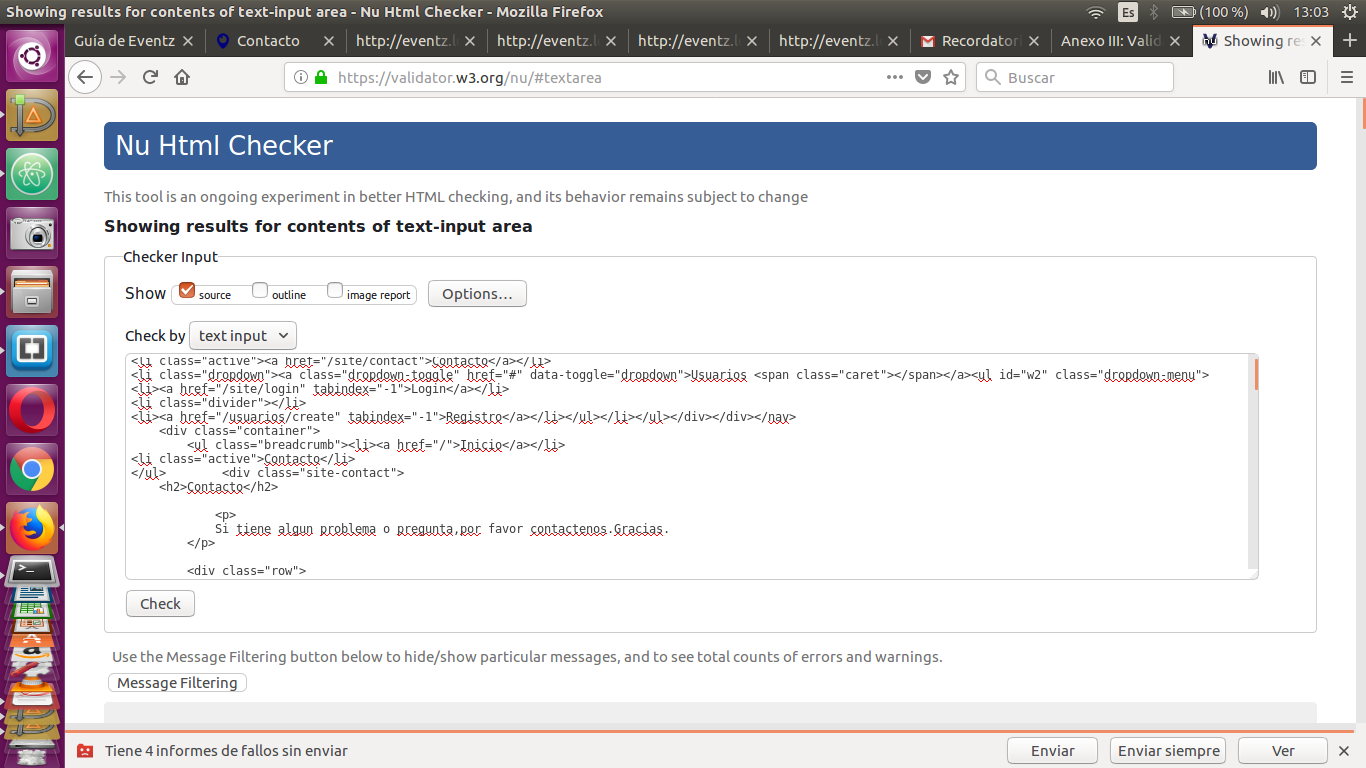 Showing results for contents of text-input area - Nu Html Checker - Mozilla Firefox
Es
(100 %)
13:03
Guía de Eventz
Contacto
http://eventz.
http://eventz.
http://eventz.
http://eventz.
Recordator
Anexo III: Valid
Showing res
https://validator.w3.org/nu/#textarea
Buscar
Nu Html Checker
This tool is an ongoing experiment in better HTML checking, and its behavior remains subject to change
Showing results for contents of text-input area
Checker Input
Show source outline image report Options...
Check by text input
<li class="active"><a href="/site/contact">Contacto</a></li>
<li class="dropdown"><a class="dropdown-toggle" href="#" data-toggle="dropdown">Usuarios <span class="caret"></span></a><ul id="w2" class="dropdown-menu">
<li><a href="/site/login" tabindex="-1">Login</a></li>
<li class="divider"></li>
<li><a href="/usuarios/create" tabindex="-1">Registro</a></li></ul></li></ul></div></div></nav>
<div class="container">
<ul class="breadcrumb"><li><a href="/">Inicio</a></li>
<li class="active">Contacto</li>
</ul> <div class="site-contact">
<h2>Contacto</h2>
<p>
Si tiene algun problema o pregunta,por favor contactenos.Gracias.
</p>
<div class="row">
Check
Use the Message Filtering button below to hide/show particular messages, and to see total counts of errors and warnings.
Message Filtering
Tiene 4 informes de fallos sin enviar
Enviar
Enviar siempre
Ver